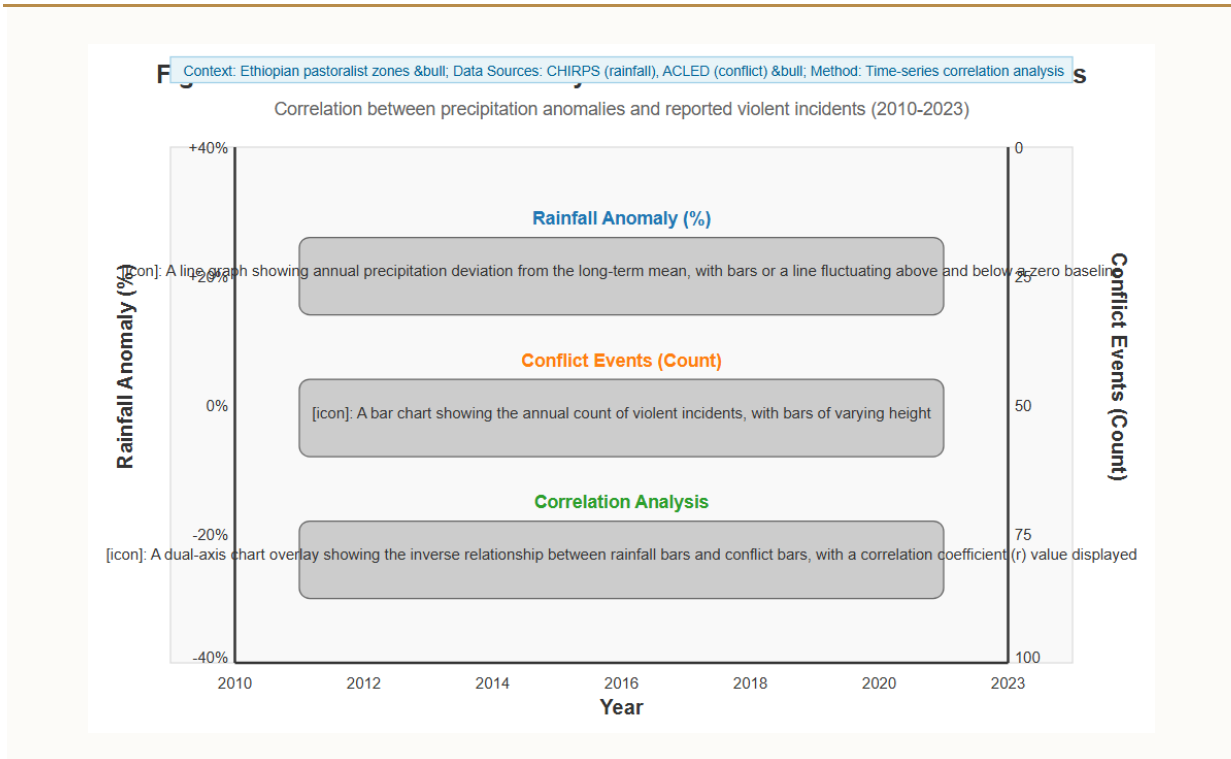 Context: Ethiopian pastoralist zones &bull; Data Sources: CHIRPS (rainfall), ACLED (conflict) &bull; Method: Time-series correlation analysis
Correlation between precipitation anomalies and reported violent incidents (2010-2023)
+40%
0
Rainfall Anomaly (%)
[icon]: A line graph showing annual precipitation deviation from the long-term mean, with bars or a line fluctuating above and below a zero baseline
+20%
25
Rainfall Anomaly (%)
Conflict Events (Count)
Conflict Events (Count)
0%
[icon]: A bar chart showing the annual count of violent incidents, with bars of varying height
50
Correlation Analysis
-20%
75
[icon]: A dual-axis chart overlay showing the inverse relationship between rainfall bars and conflict bars, with a correlation coefficient (r) value displayed
-40%
100
2010 2012 2014 2016 2018 2020 2023
Year